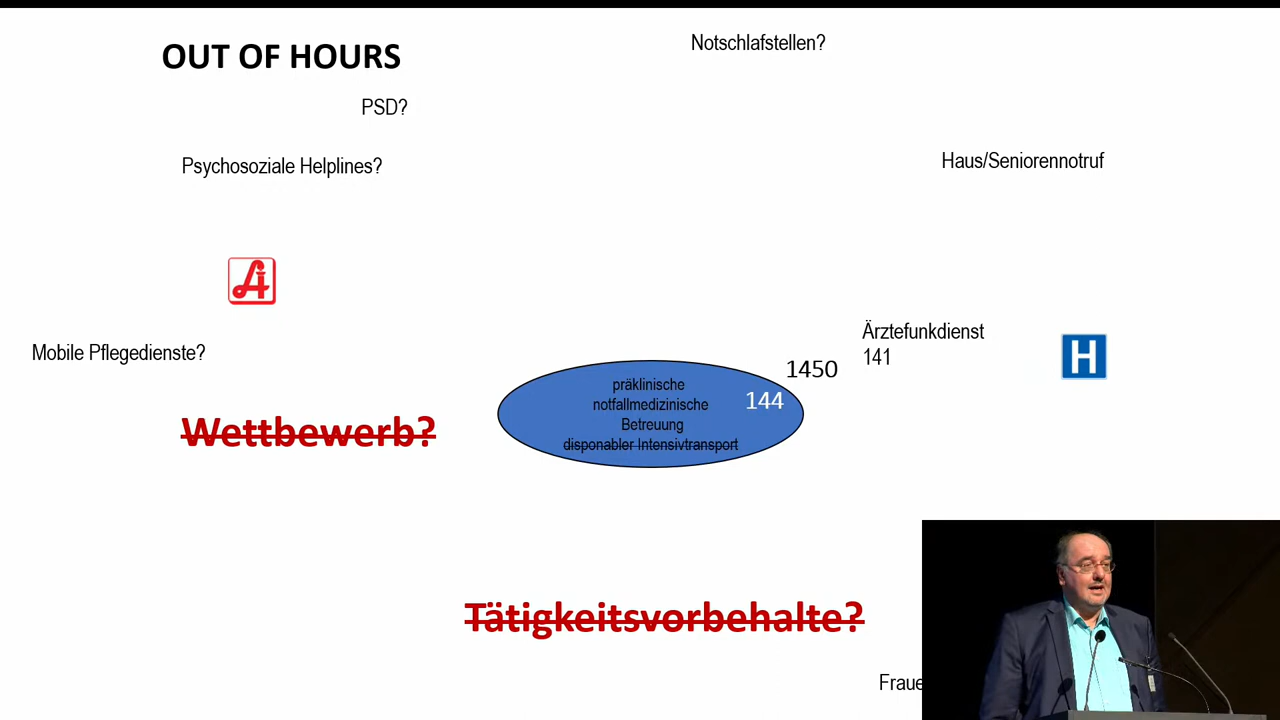 OUT OF HOURS
Notschlafstellen?
PSD?
Psychosoziale Helplines?
Haus/Seniorennotruf
Ärztefunkdienst
141
H
Mobile Pflegedienste?
1450
präklinische
144
notfallmedizinische
Betreuung
disponabler Intensivtransport
Wettbewerb?
Tätigkeitsvorbehalte?